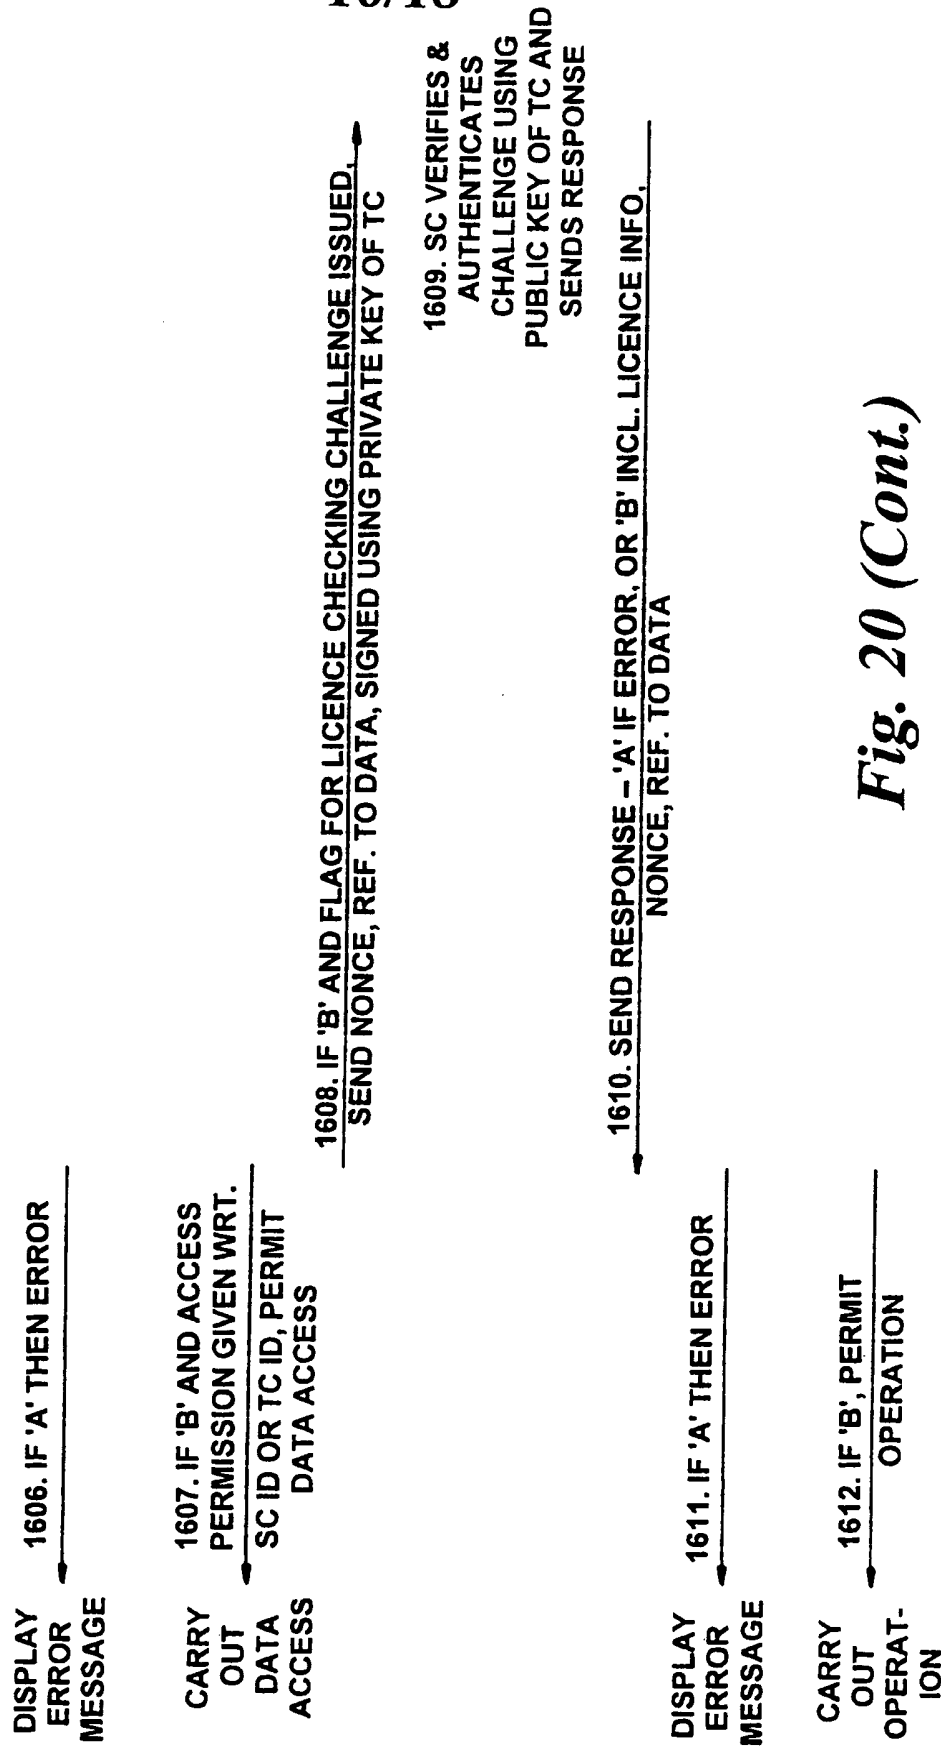 16/18
1606. IF 'A' THEN ERROR
DISPLAY
ERROR
MESSAGE
1607. IF 'B' AND ACCESS
PERMISSION GIVEN WRT.
SC ID OR TC ID, PERMIT
DATA ACCESS
CARRY
OUT
DATA
ACCESS
1608. IF 'B' AND FLAG FOR LICENCE CHECKING CHALLENGE ISSUED,
SEND NONCE, REF. TO DATA, SIGNED USING PRIVATE KEY OF TC
1609. SC VERIFIES &
AUTHENTICATES
CHALLENGE USING
PUBLIC KEY OF TC AND
SENDS RESPONSE
1610. SEND RESPONSE – 'A' IF ERROR, OR 'B' INCL. LICENCE INFO,
NONCE, REF. TO DATA
1611. IF 'A' THEN ERROR
DISPLAY
ERROR
MESSAGE
1612. IF 'B', PERMIT
OPERATION
CARRY
OUT
OPERAT-
ION
Fig. 20 (Cont.)